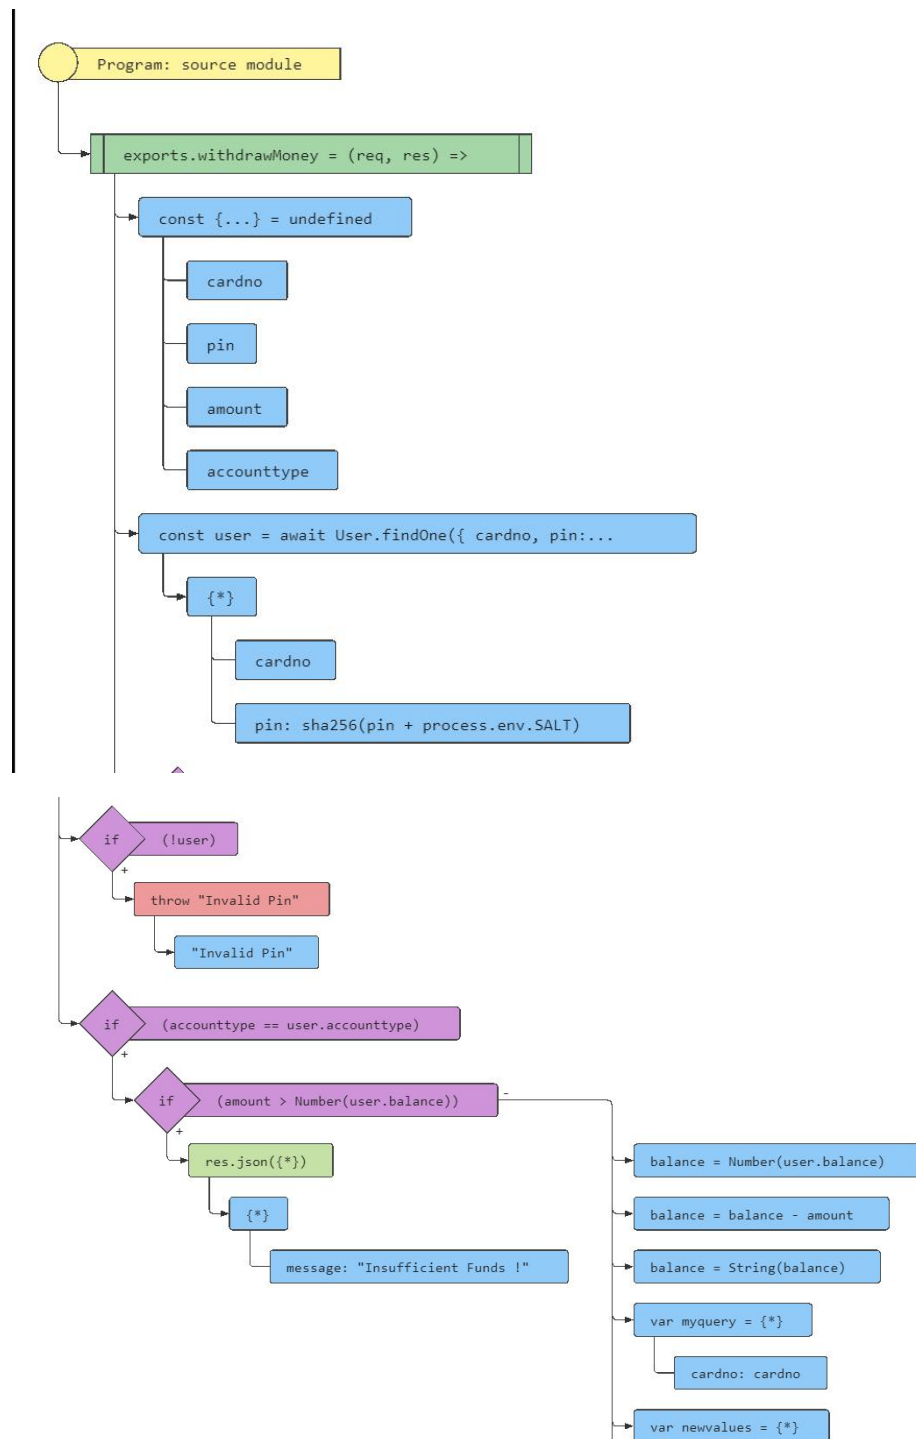 Program: source module
exports.withdrawMoney = (req, res) =>
const {...} = undefined
cardno
pin
amount
accounttype
const user = await User.findOne({ cardno, pin:...
{*}
cardno
pin: sha256(pin + process.env.SALT)
if (!user)
+
throw "Invalid Pin"
"Invalid Pin"
if (accounttype == user.accounttype)
+
if (amount > Number(user.balance)) -
+
res.json({*})
{*}
message: "Insufficient Funds !"
balance = Number(user.balance)
balance = balance - amount
balance = String(balance)
var myquery = {*}
cardno: cardno
var newvalues = {*}